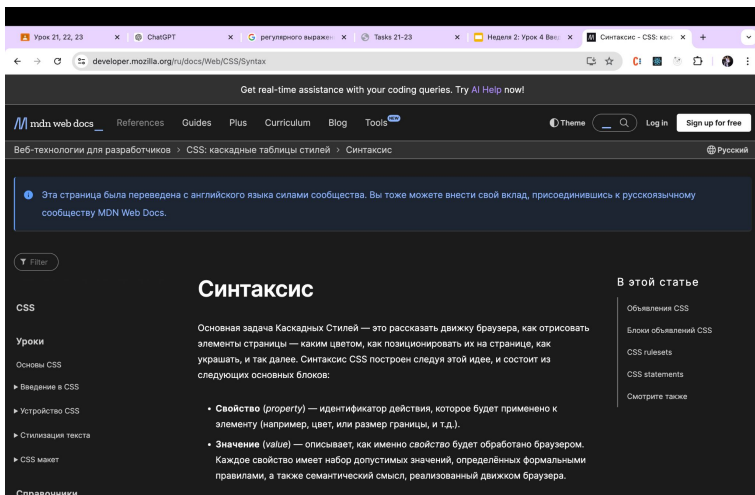 Урок 21, 22, 23
ChatGPT
регулярного выражен
Tasks 21-23
Неделя 2: Урок 4 Вве
Синтаксис - CSS: кас
developer.mozilla.org/ru/docs/Web/CSS/Syntax
Get real-time assistance with your coding queries. Try AI Help now!
mdn web docs_
References
Guides
Plus
Curriculum
Blog
Tools
NEW
Theme
Log in
Sign up for free
Веб-технологии для разработчиков > CSS: каскадные таблицы стилей > Синтаксис
Русский
Эта страница была переведена с английского языка силами сообщества. Вы тоже можете внести свой вклад, присоединившись к русскоязычному
сообществу MDN Web Docs.
Filter
CSS
Уроки
Основы CSS
▸ Введение в CSS
▸ Устройство CSS
▸ Стилизация текста
▸ CSS макет
Справочники
Синтаксис
Основная задача Каскадных Стилей — это рассказать движку браузера, как отрисовать
элементы страницы — каким цветом, как позиционировать их на странице, как
украшать, и так далее. Синтаксис CSS построен следуя этой идее, и состоит из
следующих основных блоков:
• Свойство (property) — идентификатор действия, которое будет применено к
элементу (например, цвет, или размер границы, и т.д.).
• Значение (value) — описывает, как именно свойство будет обработано браузером.
Каждое свойство имеет набор допустимых значений, определённых формальными
правилами, а также семантический смысл, реализованный движком браузера.
В этой статье
Объявления CSS
Блоки объявлений CSS
CSS rulesets
CSS statements
Смотрите также